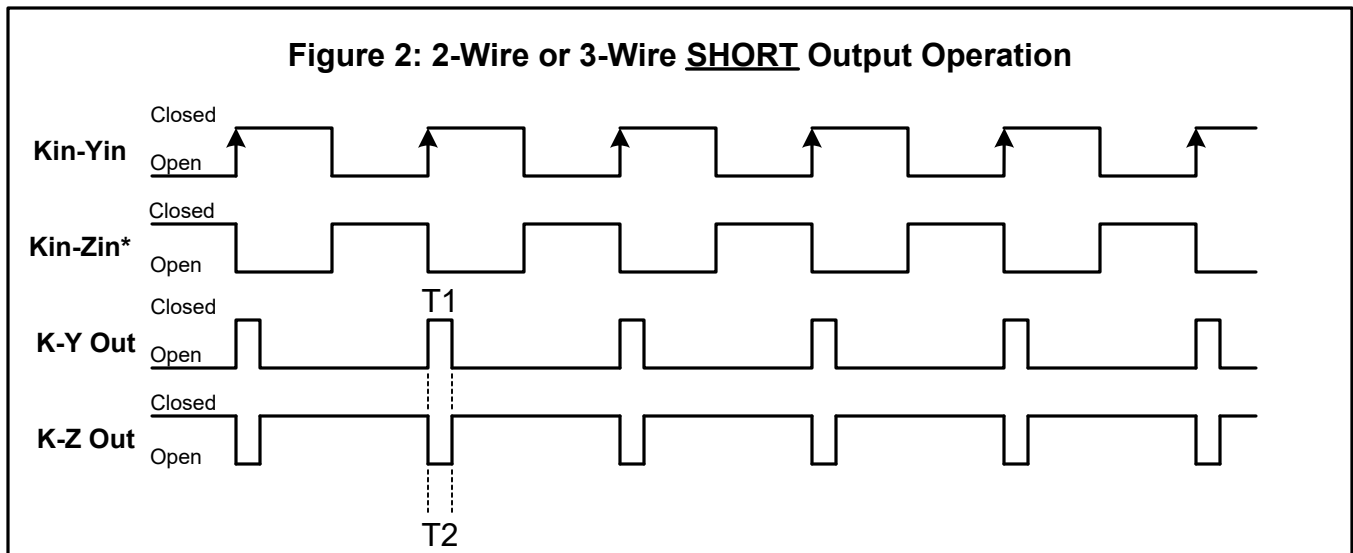 Figure 2: 2-Wire or 3-Wire SHORT Output Operation
Closed
Kin-Yin
Open
Closed
Kin-Zin*
Open
T1
Closed
K-Y Out
Open
Closed
K-Z Out
Open
T2